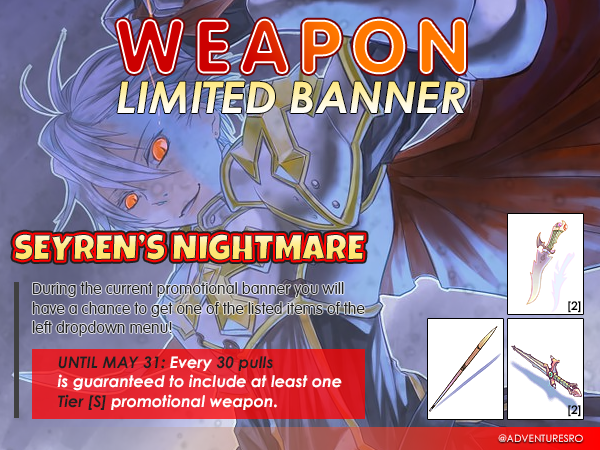 WEAPON
LIMITED BANNER
SEYREN'S NIGHTMARE
During the current promotional banner you will
have a chance to get one of the listed items of the
left dropdown menu!
UNTIL MAY 31: Every 30 pulls
is guaranteed to include at least one
Tier [S] promotional weapon.
[2]
[2]
@ADVENTURESRO